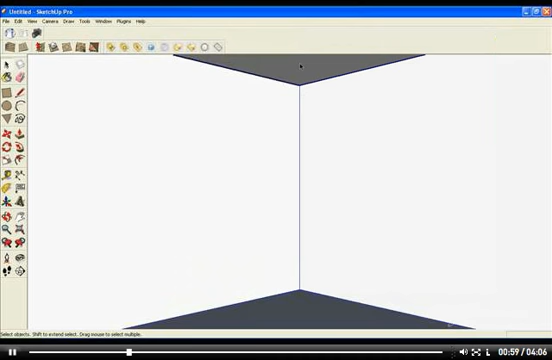 Untitled - SketchUp Pro
File Edit View Camera Draw Tools Window Plugins Help
Select objects. Shift to extend select. Drag mouse to select multiple.
00:59 / 04:06